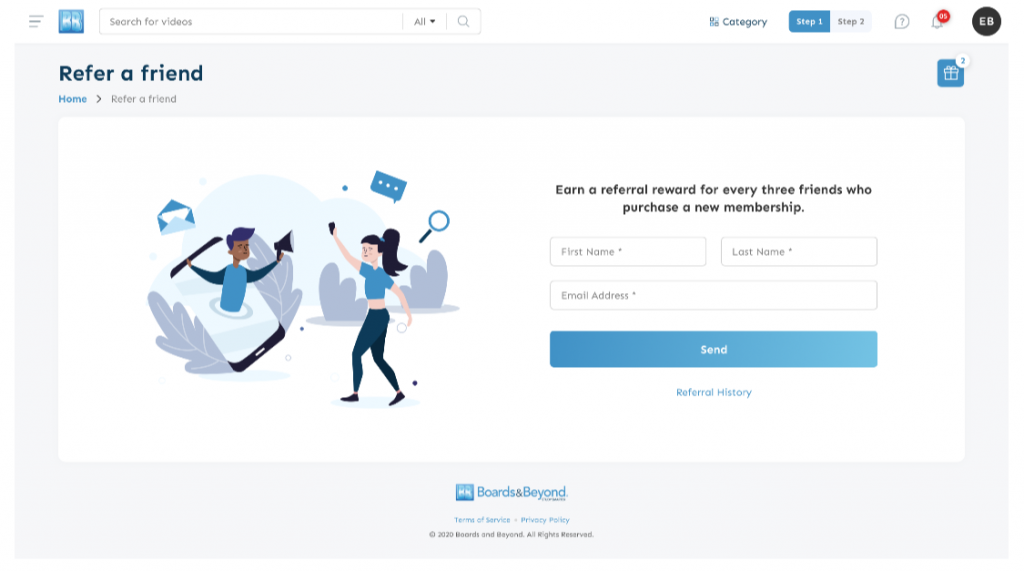 BB
Search for videos
All
Category
Step 1
Step 2
?
05
EB
Refer a friend
2
Home > Refer a friend
Earn a referral reward for every three friends who
purchase a new membership.
First Name *
Last Name *
Email Address *
Send
Referral History
BB Boards&Beyond.
Terms of Service • Privacy Policy
© 2020 Boards and Beyond. All Rights Reserved.